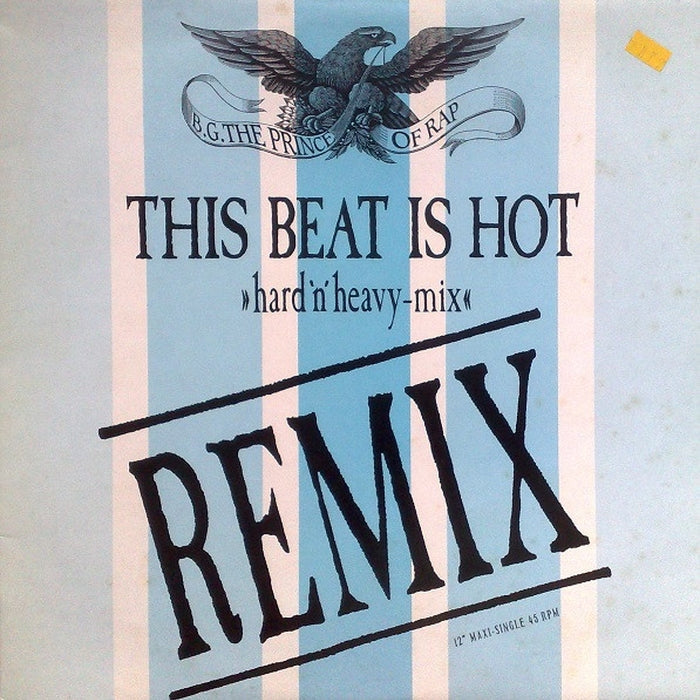 B.G. THE PRINCE OF RAP
THIS BEAT IS HOT
»hard 'n' heavy-mix«
REMIX
12" MAXI-SINGLE 45 RPM